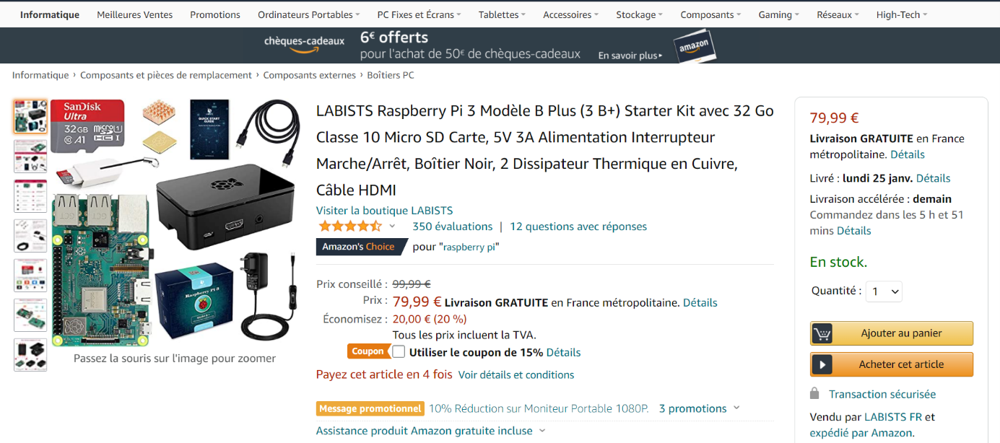 Informatique Meilleures Ventes Promotions Ordinateurs Portables PC Fixes et Écrans Tablettes Accessoires Stockage Composants Gaming Réseaux High-Tech
chèques-cadeaux
6€ offerts
pour l'achat de 50€ de chèques-cadeaux
En savoir plus
amazon
Informatique › Composants et pièces de remplacement › Composants externes › Boîtiers PC
SanDisk
Ultra
32GB
A1
QUICK START
GUIDE
Raspberry Pi 3
HDMI
Passez la souris sur l'image pour zoomer
LABISTS Raspberry Pi 3 Modèle B Plus (3 B+) Starter Kit avec 32 Go
Classe 10 Micro SD Carte, 5V 3A Alimentation Interrupteur
Marche/Arrêt, Boîtier Noir, 2 Dissipateur Thermique en Cuivre,
Câble HDMI
Visiter la boutique LABISTS
350 évaluations | 12 questions avec réponses
Amazon's Choice pour "raspberry pi"
Prix conseillé : 99,99 €
Prix : 79,99 € Livraison GRATUITE en France métropolitaine. Détails
Économisez : 20,00 € (20 %)
Tous les prix incluent la TVA.
Coupon Utiliser le coupon de 15% Détails
Payez cet article en 4 fois Voir détails et conditions
Message promotionnel 10% Réduction sur Moniteur Portable 1080P. 3 promotions
Assistance produit Amazon gratuite incluse
79,99 €
Livraison GRATUITE en France
métropolitaine. Détails
Livré : lundi 25 janv. Détails
Livraison accélérée : demain
Commandez dans les 5 h et 51
mins Détails
En stock.
Quantité : 1
Ajouter au panier
Acheter cet article
Transaction sécurisée
Vendu par LABISTS FR et
expédié par Amazon.